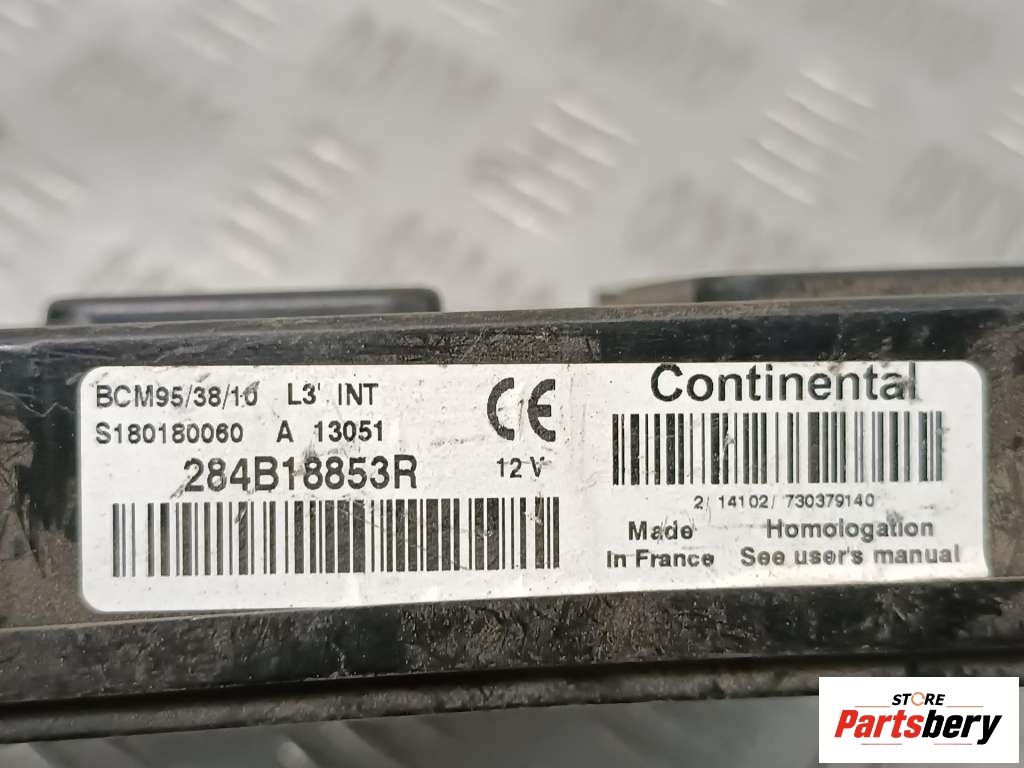 BCM95/38/10 L3' INT
S180180060 A 13051
284B18853R
CE
12 V
Continental
2/ 14102/ 730379140
Made Homologation
In France See user's manual
STORE
Partsbery